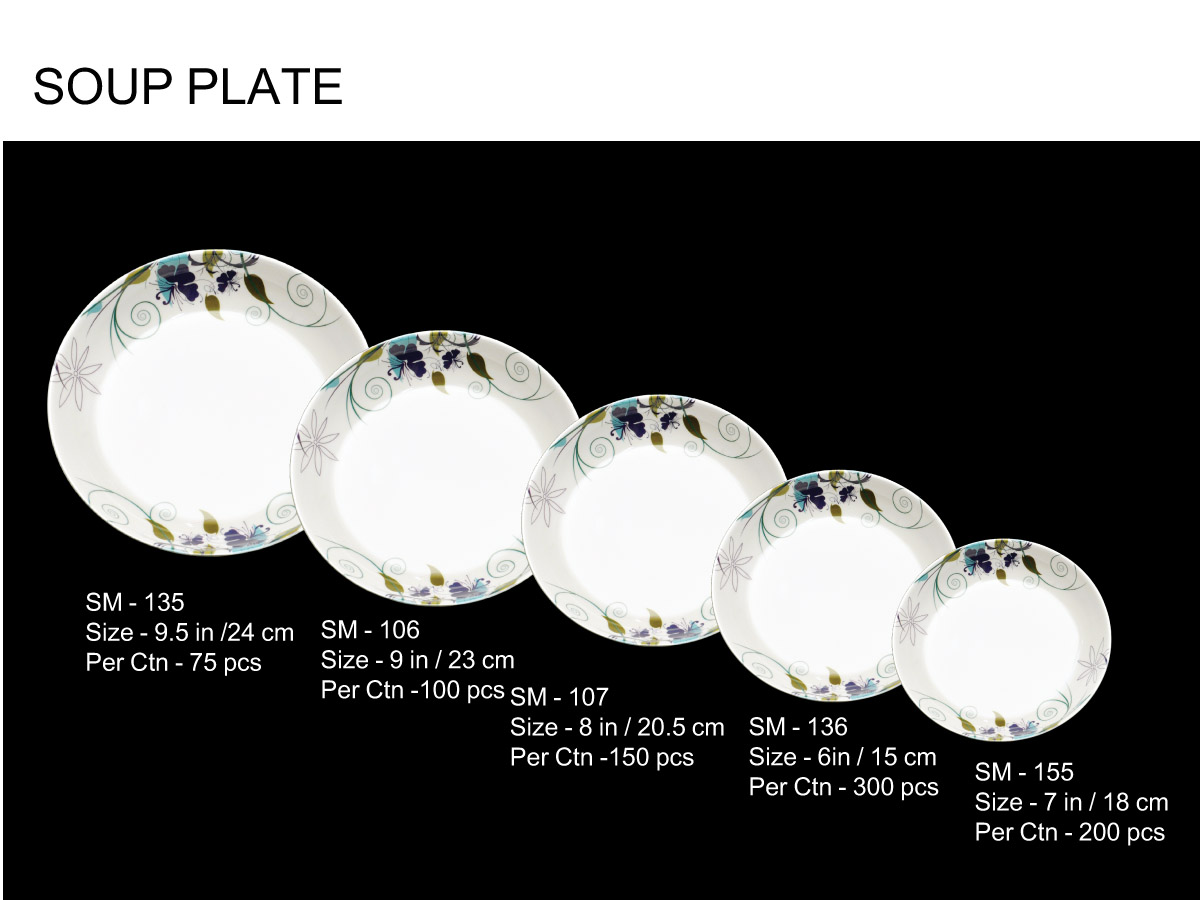 SOUP PLATE
SM - 135
Size - 9.5 in /24 cm
Per Ctn - 75 pcs
SM - 106
Size - 9 in / 23 cm
Per Ctn -100 pcs
SM - 107
Size - 8 in / 20.5 cm
Per Ctn -150 pcs
SM - 136
Size - 6in / 15 cm
Per Ctn - 300 pcs
SM - 155
Size - 7 in / 18 cm
Per Ctn - 200 pcs